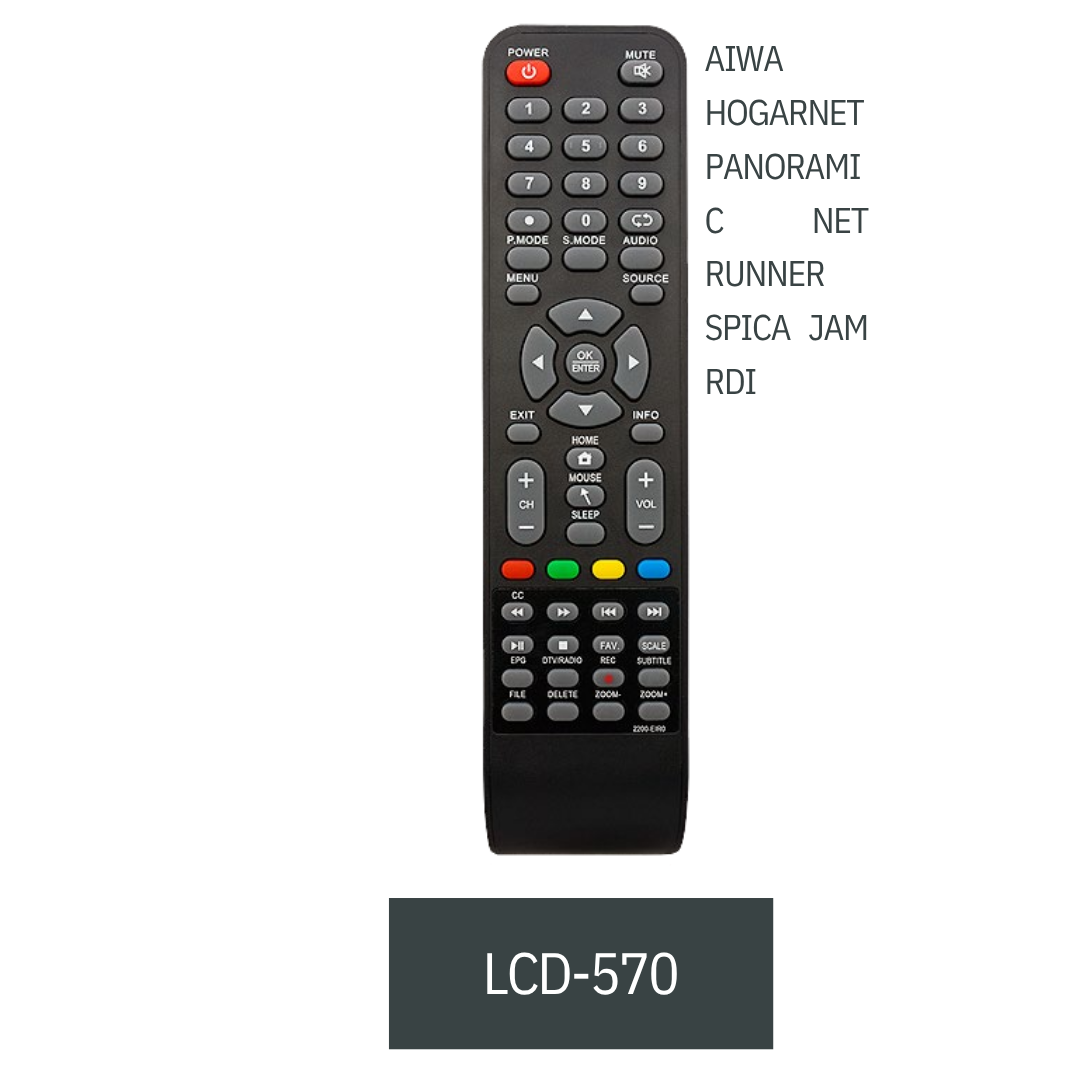 POWER MUTE
1 2 3
4 5 6
7 8 9
0
P.MODE S.MODE AUDIO
MENU SOURCE
OK
ENTER
EXIT INFO
HOME
MOUSE
+ CH −
+ VOL −
SLEEP
CC
FAV. SCALE
EPG DTV/RADIO REC SUBTITLE
FILE DELETE ZOOM- ZOOM+
2200-EIR0
AIWA
HOGARNET
PANORAMI
C NET
RUNNER
SPICA JAM
RDI
LCD-570